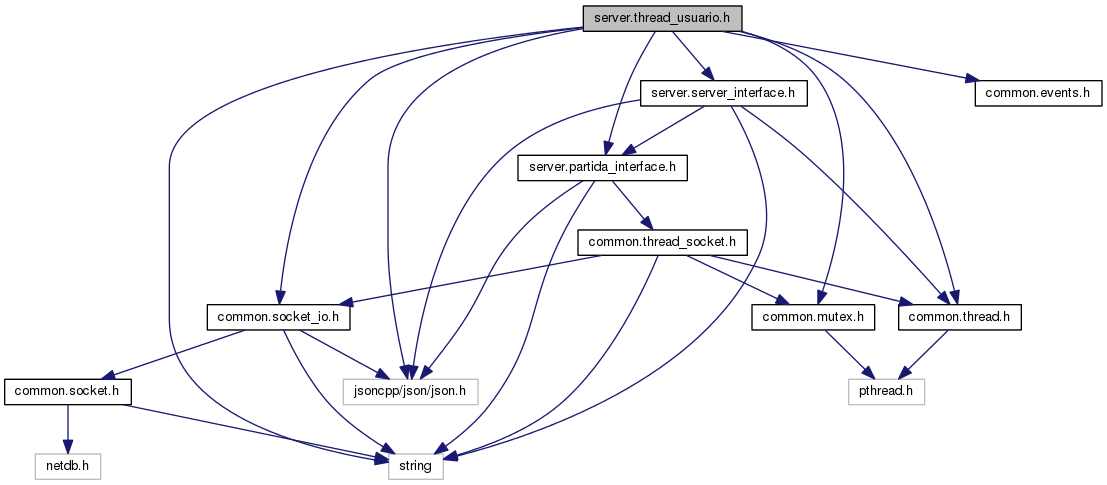 server.thread_usuario.h
server.server_interface.h
common.events.h
server.partida_interface.h
common.thread_socket.h
common.socket_io.h
common.mutex.h
common.thread.h
common.socket.h
jsoncpp/json/json.h
pthread.h
netdb.h
string